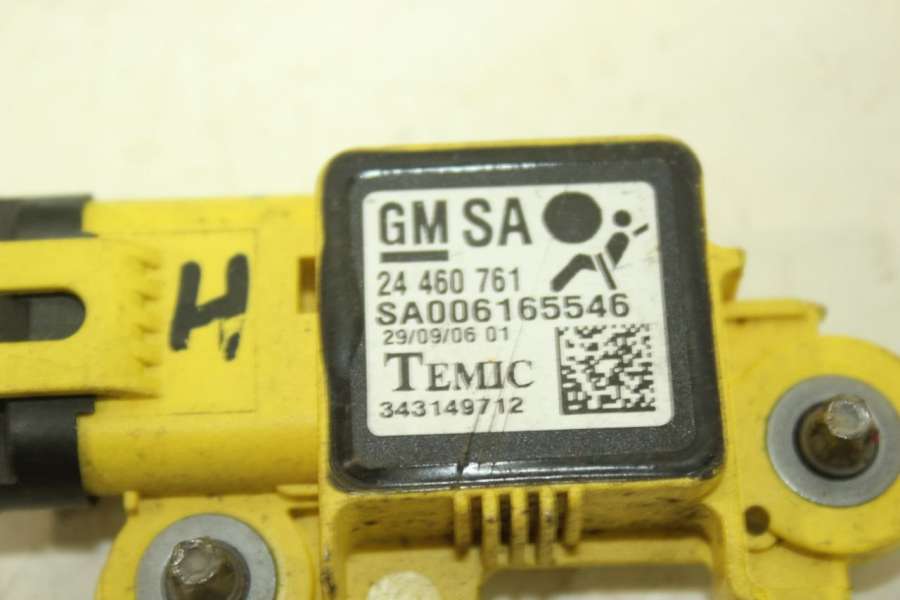 GM SA
24 460 761
SA006165546
29/09/06 01
TEMIC
343149712
H